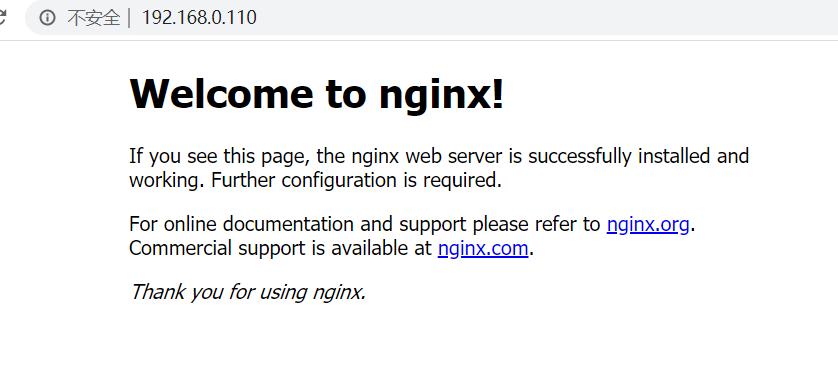 不安全 | 192.168.0.110
Welcome to nginx!
If you see this page, the nginx web server is successfully installed and
working. Further configuration is required.
For online documentation and support please refer to nginx.org.
Commercial support is available at nginx.com.
Thank you for using nginx.